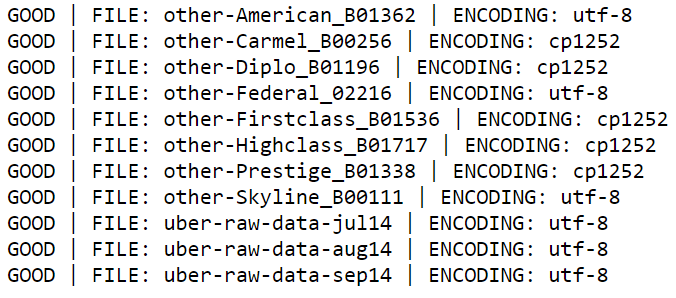 GOOD | FILE: other-American_B01362 | ENCODING: utf-8
GOOD | FILE: other-Carmel_B00256 | ENCODING: cp1252
GOOD | FILE: other-Diplo_B01196 | ENCODING: cp1252
GOOD | FILE: other-Federal_02216 | ENCODING: utf-8
GOOD | FILE: other-Firstclass_B01536 | ENCODING: cp1252
GOOD | FILE: other-Highclass_B01717 | ENCODING: cp1252
GOOD | FILE: other-Prestige_B01338 | ENCODING: cp1252
GOOD | FILE: other-Skyline_B00111 | ENCODING: utf-8
GOOD | FILE: uber-raw-data-jul14 | ENCODING: utf-8
GOOD | FILE: uber-raw-data-aug14 | ENCODING: utf-8
GOOD | FILE: uber-raw-data-sep14 | ENCODING: utf-8